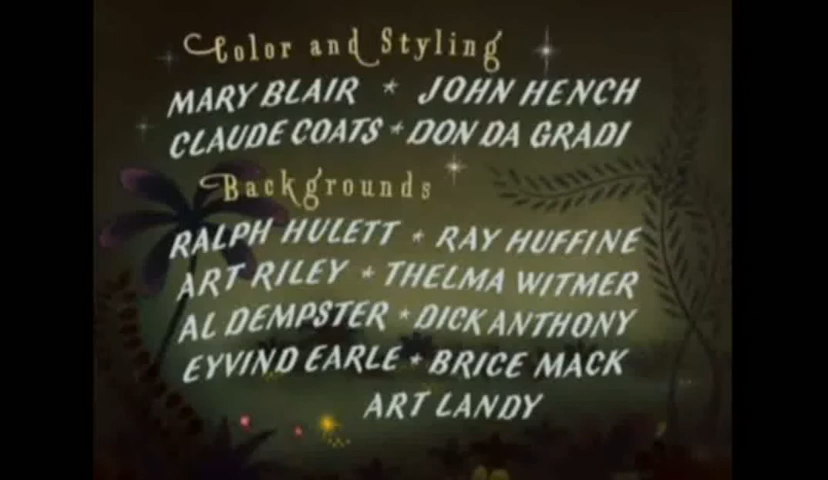 Color and Styling
MARY BLAIR * JOHN HENCH
CLAUDE COATS * DON DA GRADI
Backgrounds
RALPH HULETT * RAY HUFFINE
ART RILEY * THELMA WITMER
AL DEMPSTER * DICK ANTHONY
EYVIND EARLE * BRICE MACK
ART LANDY